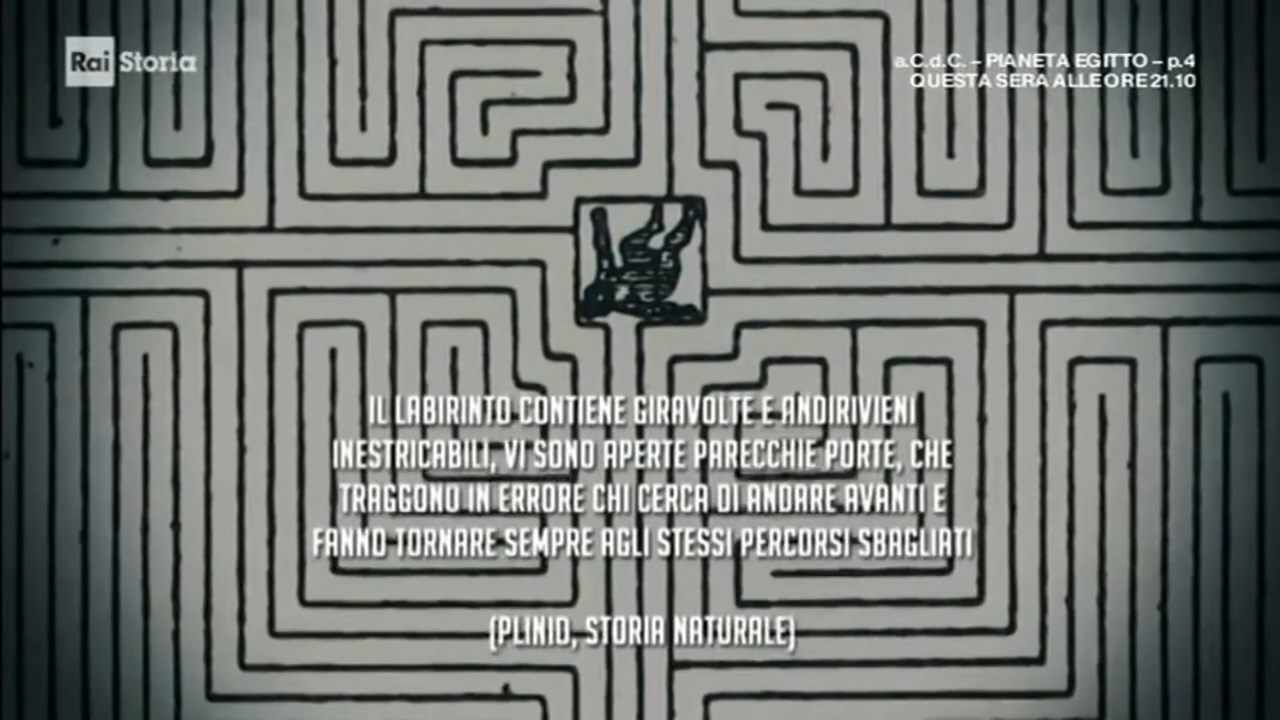 Rai Storia
a.C.d.C. - PIANETA EGITTO - p.4
QUESTA SERA ALLE ORE 21.10
IL LABIRINTO CONTIENE GIRAVOLTE E ANDIRIVIENI
INESTRICABILI, VI SONO APERTE PARECCHIE PORTE, CHE
TRAGGONO IN ERRORE CHI CERCA DI ANDARE AVANTI E
FANNO TORNARE SEMPRE AGLI STESSI PERCORSI SBAGLIATI
(PLINIO, STORIA NATURALE)